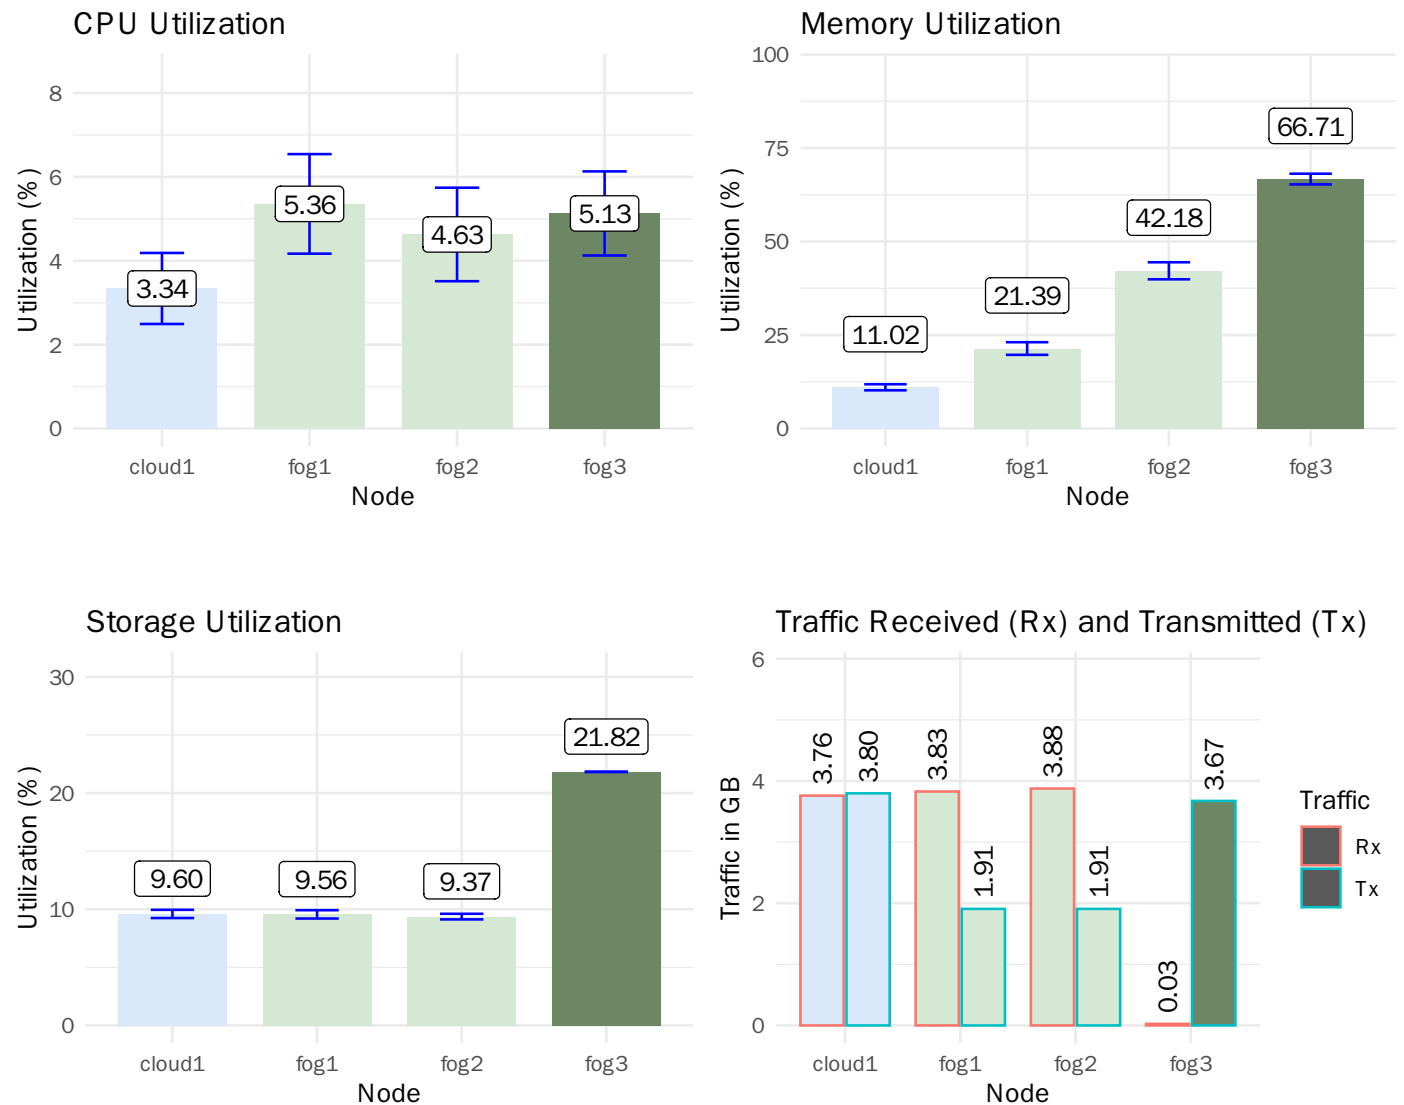 CPU Utilization
Utilization (%)
8
6
4
2
0
3.34
5.36
4.63
5.13
cloud1
fog1
fog2
fog3
Node
Memory Utilization
Utilization (%)
100
75
50
25
0
11.02
21.39
42.18
66.71
cloud1
fog1
fog2
fog3
Node
Storage Utilization
Utilization (%)
30
20
10
0
9.60
9.56
9.37
21.82
cloud1
fog1
fog2
fog3
Node
Traffic Received (Rx) and Transmitted (Tx)
Traffic in GB
6
4
2
0
3.76
3.80
3.83
1.91
3.88
1.91
0.03
3.67
cloud1
fog1
fog2
fog3
Node
Traffic
Rx
Tx